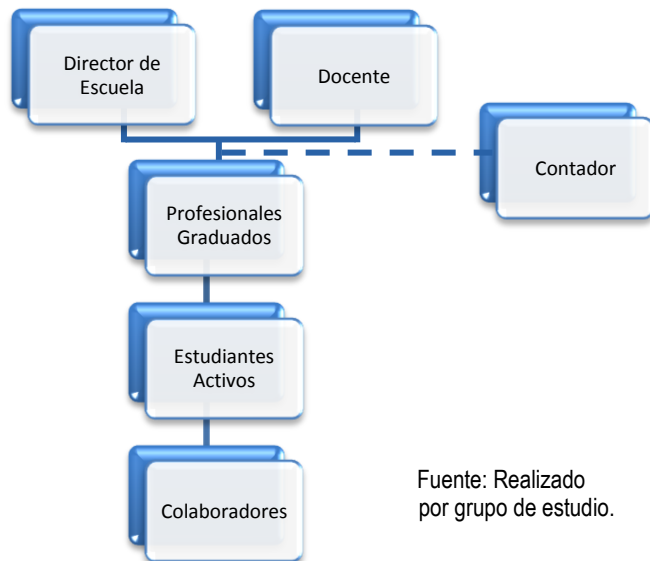 Director de
Escuela
Docente
Contador
Profesionales
Graduados
Estudiantes
Activos
Colaboradores
Fuente: Realizado
por grupo de estudio.